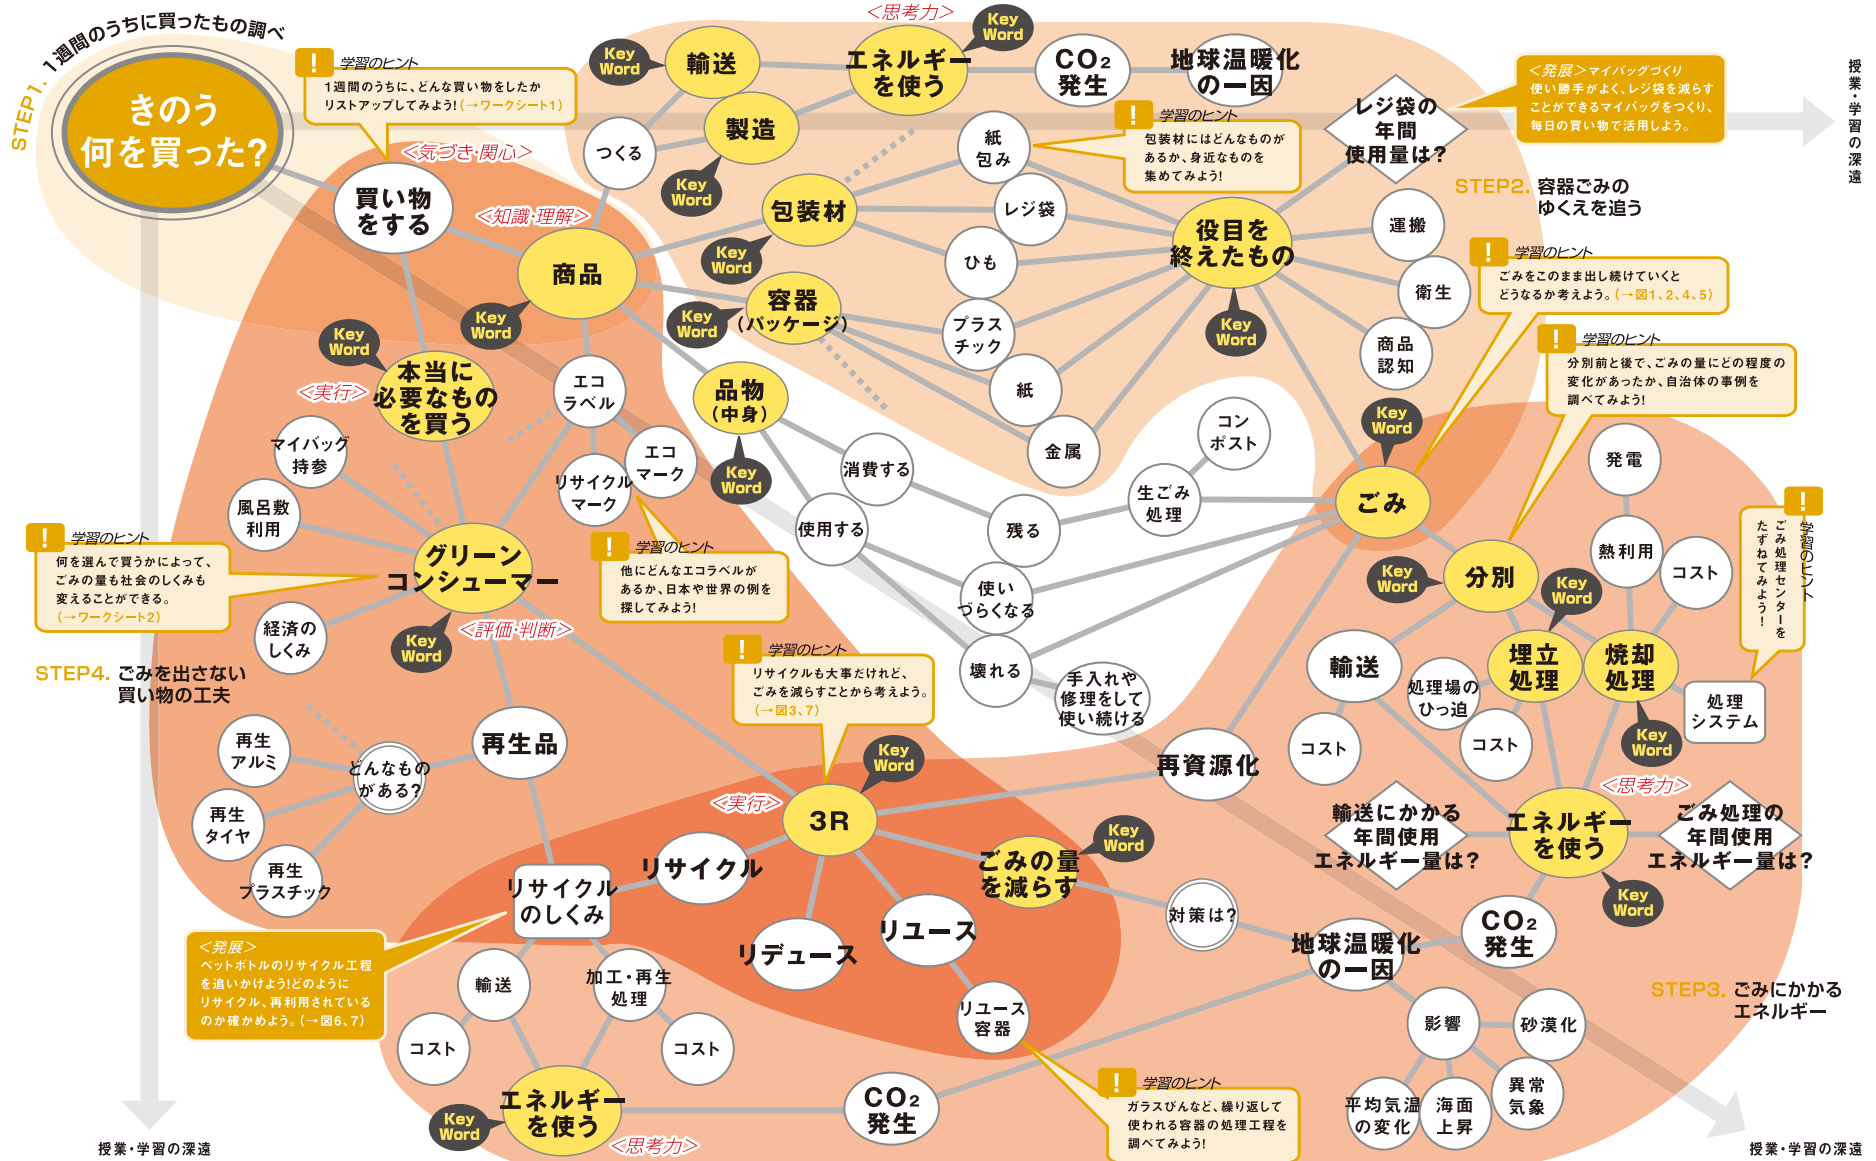 STEP1. 1週間のうちに買ったもの調べ
きのう
何を買った?
学習のヒント
1週間のうちに、どんな買い物をしたか
リストアップしてみよう!(→ワークシート1)
<気づき・関心>
買い物
をする
<知識・理解>
商品
Key
Word
つくる
Key
Word
輸送
製造
Key
Word
<思考力>
エネルギー
を使う
Key
Word
CO₂
発生
地球温暖化
の一因
レジ袋の
年間
使用量は?
<発展>マイバッグづくり
使い勝手がよく、レジ袋を減らす
ことができるマイバッグをつくり、
毎日の買い物で活用しよう。
授業・学習の深遠
学習のヒント
包装材にはどんなものが
あるか、身近なものを
集めてみよう!
包装材
Key
Word
容器
(パッケージ)
Key
Word
紙
包み
レジ袋
ひも
プラス
チック
紙
金属
役目を
終えたもの
Key
Word
STEP2. 容器ごみの
ゆくえを追う
運搬
衛生
商品
認知
学習のヒント
ごみをこのまま出し続けていくと
どうなるか考えよう。(→図1、2、4、5)
学習のヒント
分別前と後で、ごみの量にどの程度の
変化があったか、自治体の事例を
調べてみよう!
品物
(中身)
Key
Word
消費する
使用する
残る
生ごみ
処理
コン
ポスト
使い
づらくなる
壊れる
手入れや
修理をして
使い続ける
Key
Word
ごみ
Key
Word
分別
発電
熱利用
コスト
学習のヒント
ごみ処理センターを
たずねてみよう!
輸送
コスト
処理場の
ひっ迫
コスト
Key
Word
埋立
処理
焼却
処理
Key
Word
処理
システム
<思考力>
エネルギー
を使う
Key
Word
輸送にかかる
年間使用
エネルギー量は?
ごみ処理の
年間使用
エネルギー量は?
CO₂
発生
地球温暖化
の一因
STEP3. ごみにかかる
エネルギー
影響
砂漠化
平均気温
の変化
海面
上昇
異常
気象
授業・学習の深遠
Key
Word
<実行>
本当に
必要なもの
を買う
エコ
ラベル
リサイクル
マーク
エコ
マーク
学習のヒント
他にどんなエコラベルが
あるか、日本や世界の例を
探してみよう!
マイバッグ
持参
風呂敷
利用
学習のヒント
何を選んで買うかによって、
ごみの量も社会のしくみも
変えることができる。
(→ワークシート2)
グリーン
コンシューマー
Key
Word
<評価・判断>
経済の
しくみ
STEP4. ごみを出さない
買い物の工夫
再生品
どんなもの
がある?
再生
アルミ
再生
タイヤ
再生
プラスチック
学習のヒント
リサイクルも大事だけれど、
ごみを減らすことから考えよう。
(→図3、7)
<実行>
3R
Key
Word
再資源化
リサイクル
リデュース
リユース
ごみの量
を減らす
Key
Word
対策は?
リユース
容器
学習のヒント
ガラスびんなど、繰り返して
使われる容器の処理工程を
調べてみよう!
リサイクル
のしくみ
<発展>
ペットボトルのリサイクル工程
を追いかけよう!どのように
リサイクル、再利用されている
のか確かめよう。(→図6、7)
輸送
加工・再生
処理
コスト
コスト
Key
Word
エネルギー
を使う
<思考力>
CO₂
発生
授業・学習の深遠